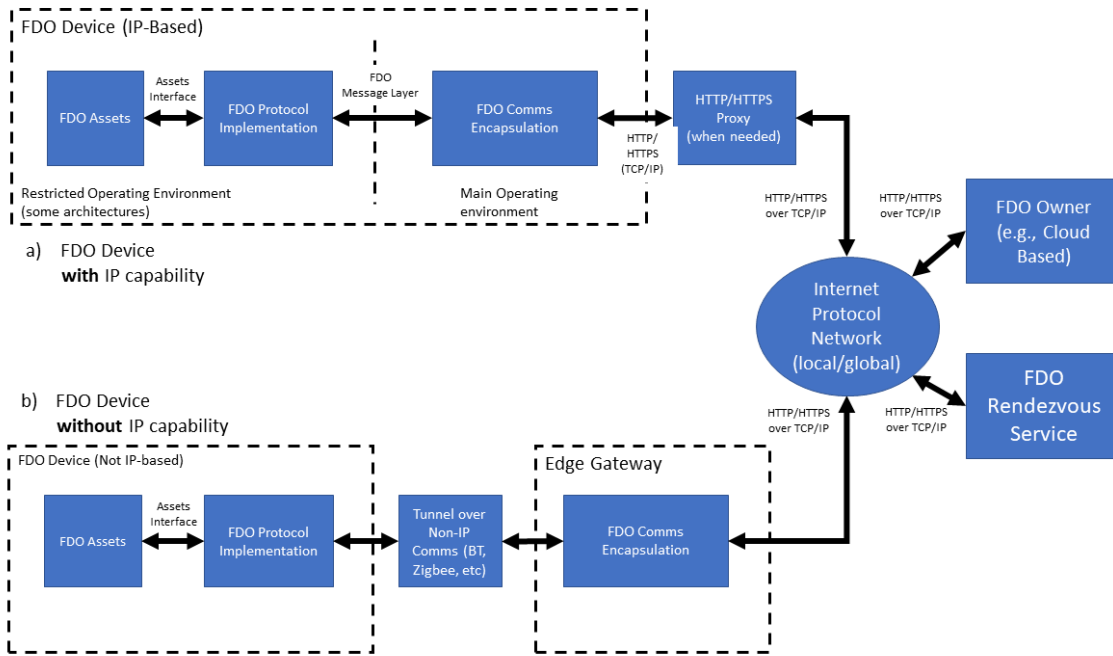 FDO Device (IP-Based)
FDO Assets
Assets
Interface
FDO Protocol
Implementation
FDO
Message Layer
FDO Comms
Encapsulation
HTTP/
HTTPS
(TCP/IP)
HTTP/HTTPS
Proxy
(when needed)
Restricted Operating Environment
(some architectures)
Main Operating
environment
a) FDO Device
with IP capability
HTTP/HTTPS
over TCP/IP
HTTP/HTTPS
over TCP/IP
FDO Owner
(e.g., Cloud
Based)
Internet
Protocol
Network
(local/global)
FDO
Rendezvous
Service
HTTP/HTTPS
over TCP/IP
HTTP/HTTPS
over TCP/IP
b) FDO Device
without IP capability
FDO Device (Not IP-based)
FDO Assets
Assets
Interface
FDO Protocol
Implementation
Tunnel over
Non-IP
Comms (BT,
Zigbee, etc)
Edge Gateway
FDO Comms
Encapsulation